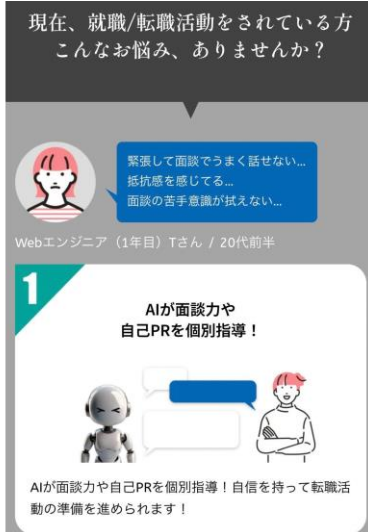 現在、就職/転職活動をされている方
こんなお悩み、ありませんか？
緊張して面談でうまく話せない...
抵抗感を感じてる...
面談の苦手意識が拭えない...
Webエンジニア（1年目）Tさん / 20代前半
1
AIが面談力や
自己PRを個別指導！
AIが面談力や自己PRを個別指導！自信を持って転職活
動の準備を進められます！